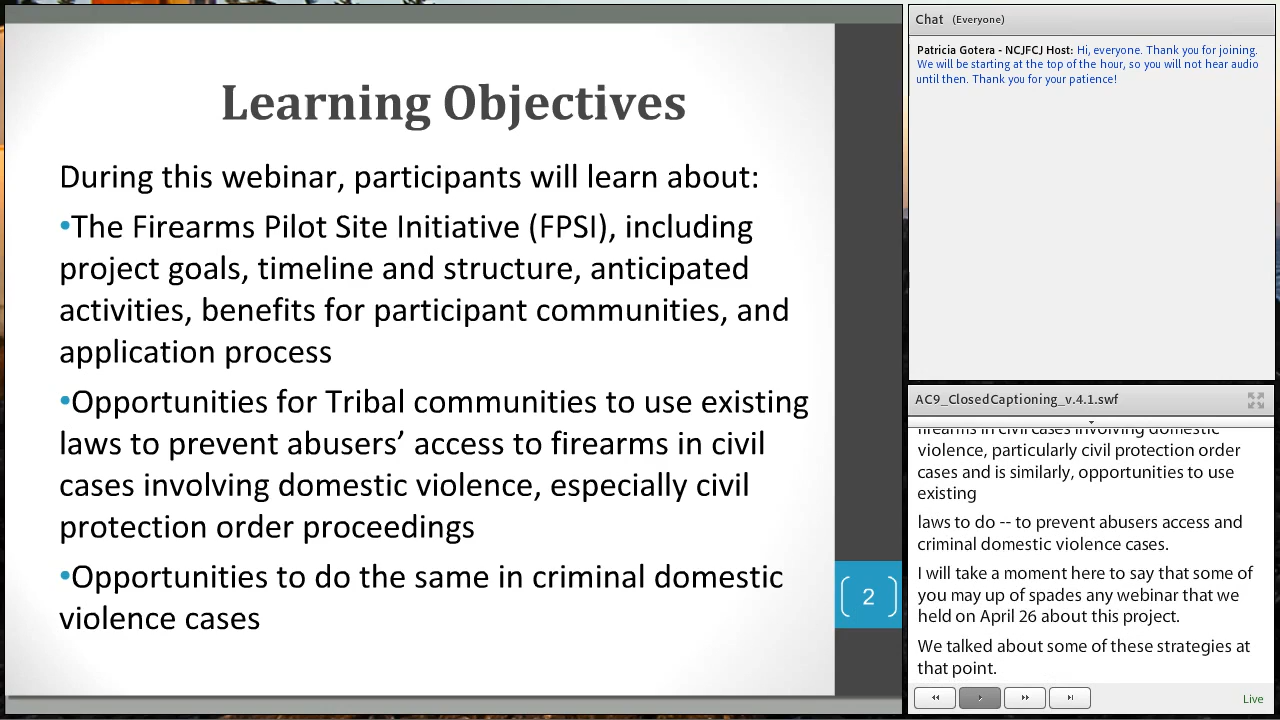 Learning Objectives
During this webinar, participants will learn about:
•The Firearms Pilot Site Initiative (FPSI), including
project goals, timeline and structure, anticipated
activities, benefits for participant communities, and
application process
•Opportunities for Tribal communities to use existing
laws to prevent abusers’ access to firearms in civil
cases involving domestic violence, especially civil
protection order proceedings
•Opportunities to do the same in criminal domestic
violence cases
2
Chat (Everyone)
Patricia Gotera - NCJFCJ Host: Hi, everyone. Thank you for joining.
We will be starting at the top of the hour, so you will not hear audio
until then. Thank you for your patience!
AC9_ClosedCaptioning_v.4.1.swf
firearms in civil cases involving domestic
violence, particularly civil protection order
cases and is similarly, opportunities to use
existing
laws to do -- to prevent abusers access and
criminal domestic violence cases.
I will take a moment here to say that some of
you may up of spades any webinar that we
held on April 26 about this project.
We talked about some of these strategies at
that point.
Live